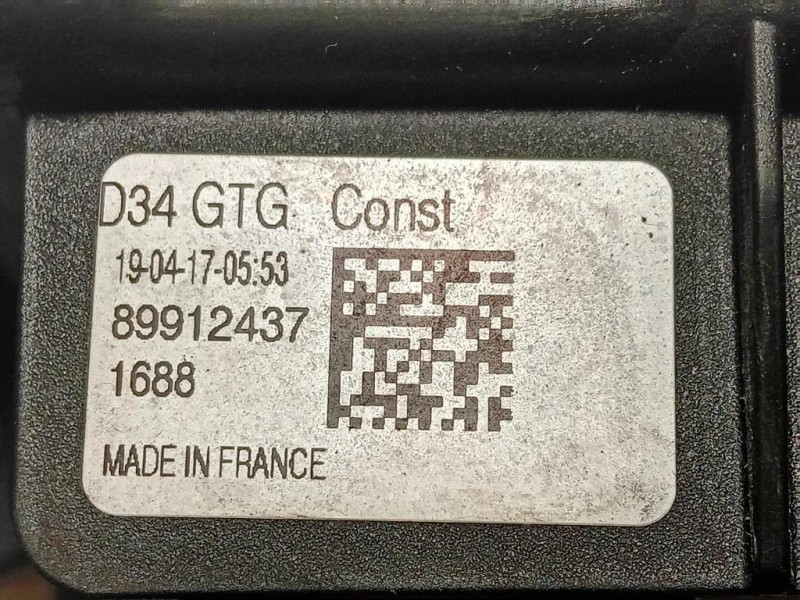 D34 GTG Const
19-04-17-05:53
89912437
1688
MADE IN FRANCE